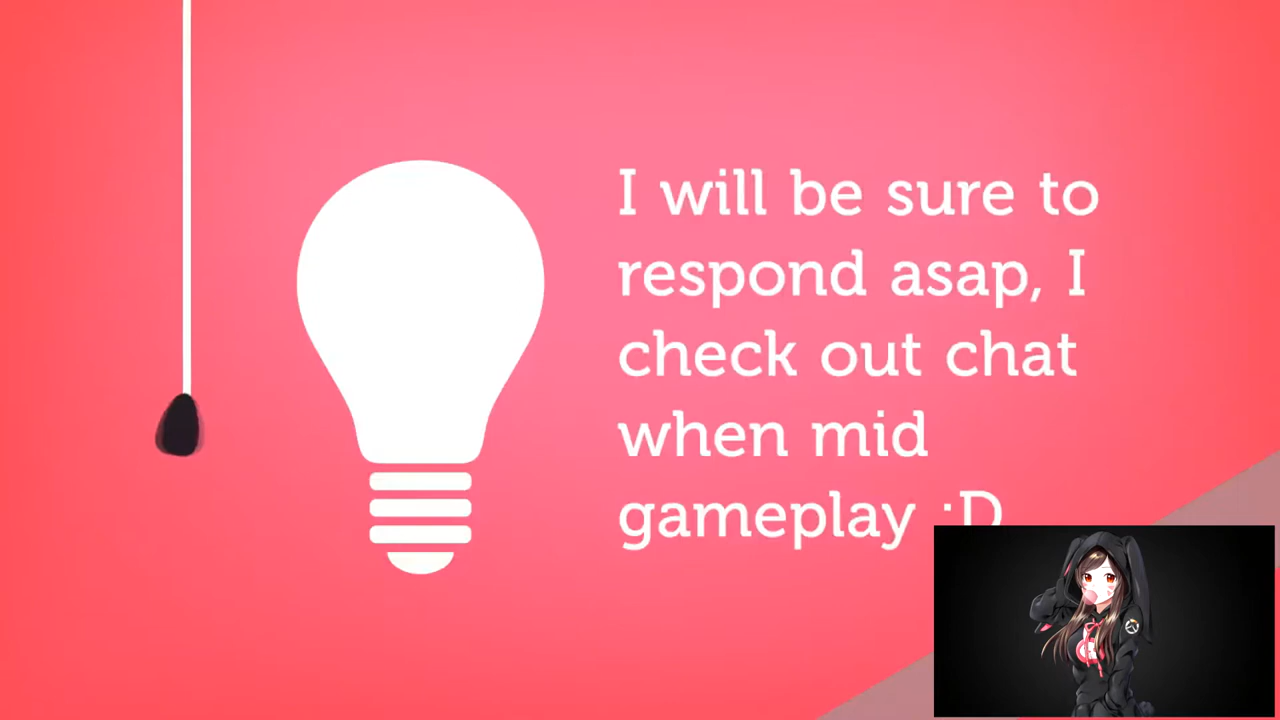 I will be sure to
respond asap, I
check out chat
when mid
gameplay :D